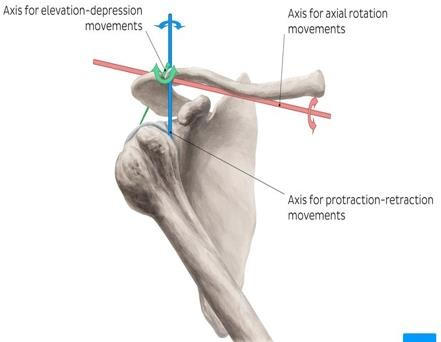 Axis for elevation-depression
movements
Axis for axial rotation
movements
Axis for protraction-retraction
movements